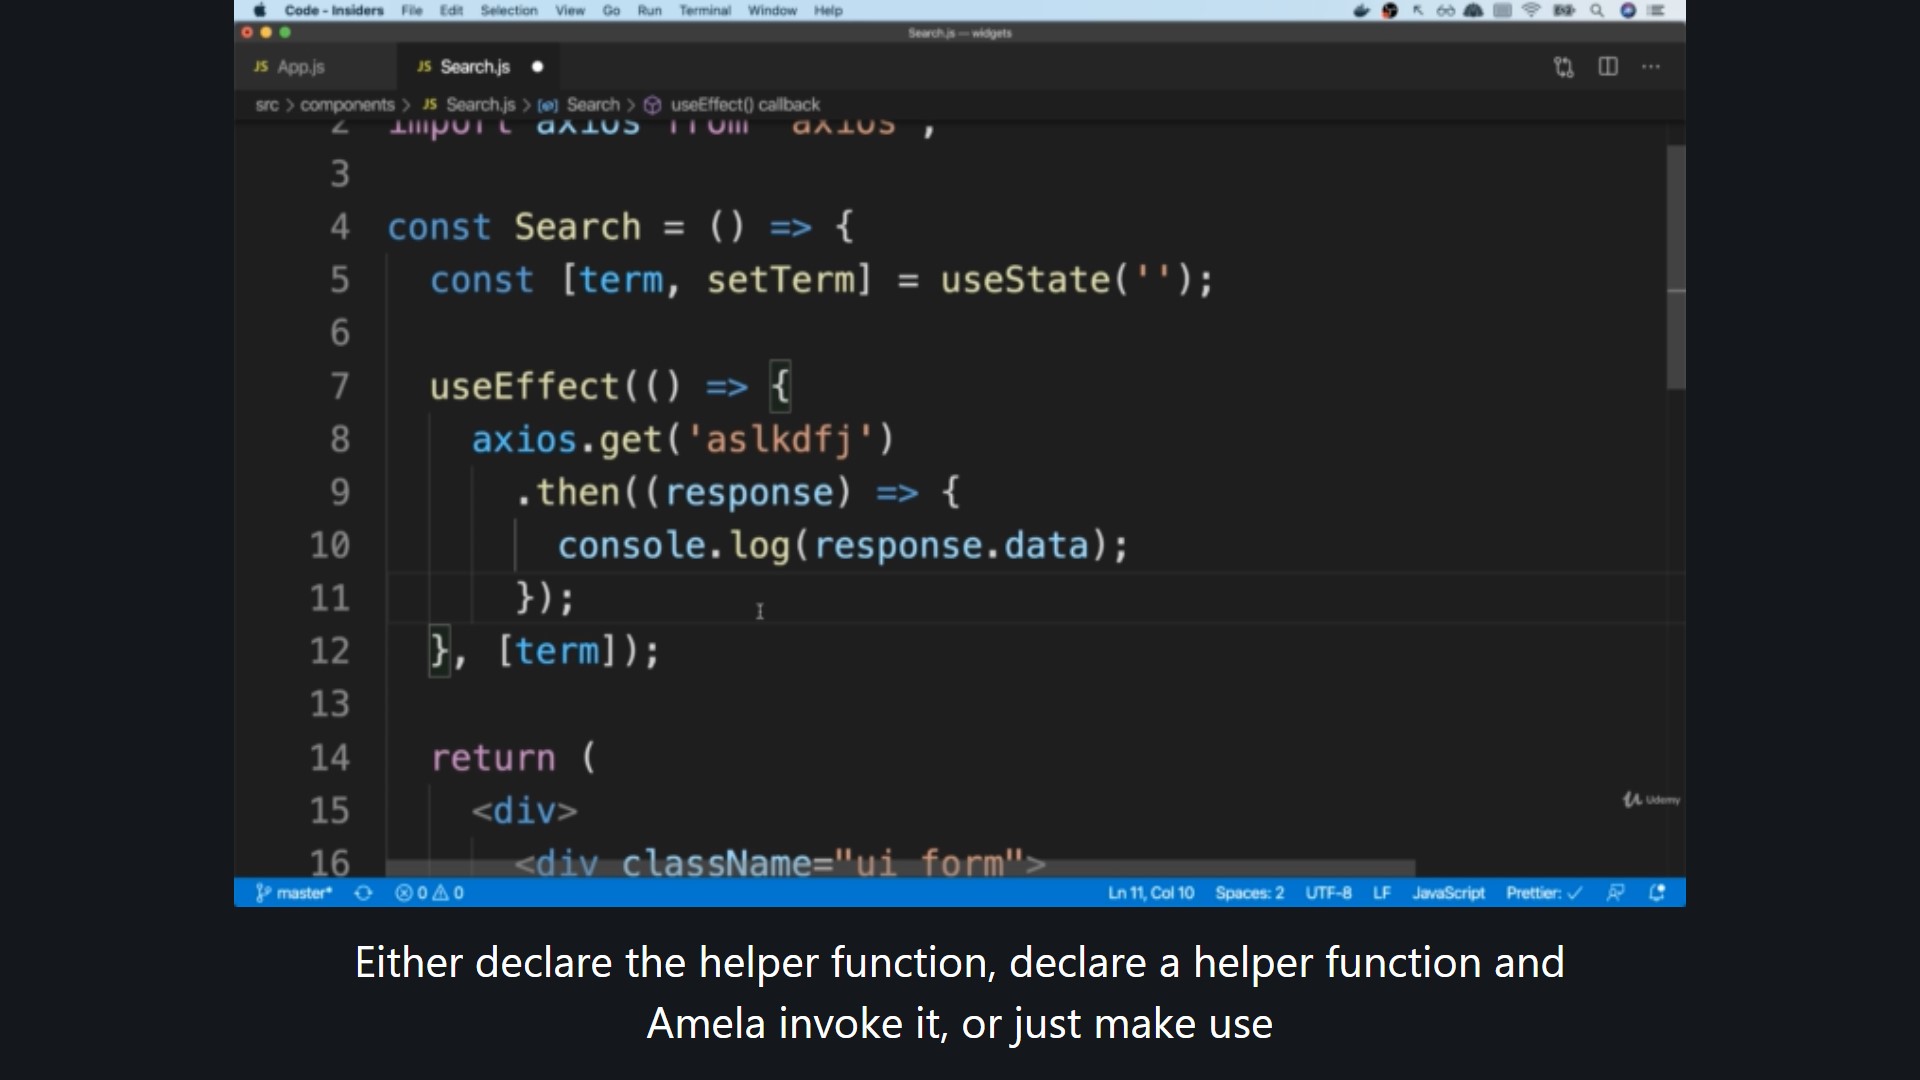 Code - Insiders File Edit Selection View Go Run Terminal Window Help
Search.js — widgets
JS App.js JS Search.js
src > components > JS Search.js > Search > useEffect() callback
2 import axios from 'axios';
3
4 const Search = () => {
5 const [term, setTerm] = useState('');
6
7 useEffect(() => {
8 axios.get('aslkdfj')
9 .then((response) => {
10 console.log(response.data);
11 });
12 }, [term]);
13
14 return (
15 <div>
16 <div className="ui form">
Udemy
master* 0 0 Ln 11, Col 10 Spaces: 2 UTF-8 LF JavaScript Prettier: ✓
Either declare the helper function, declare a helper function and
Amela invoke it, or just make use